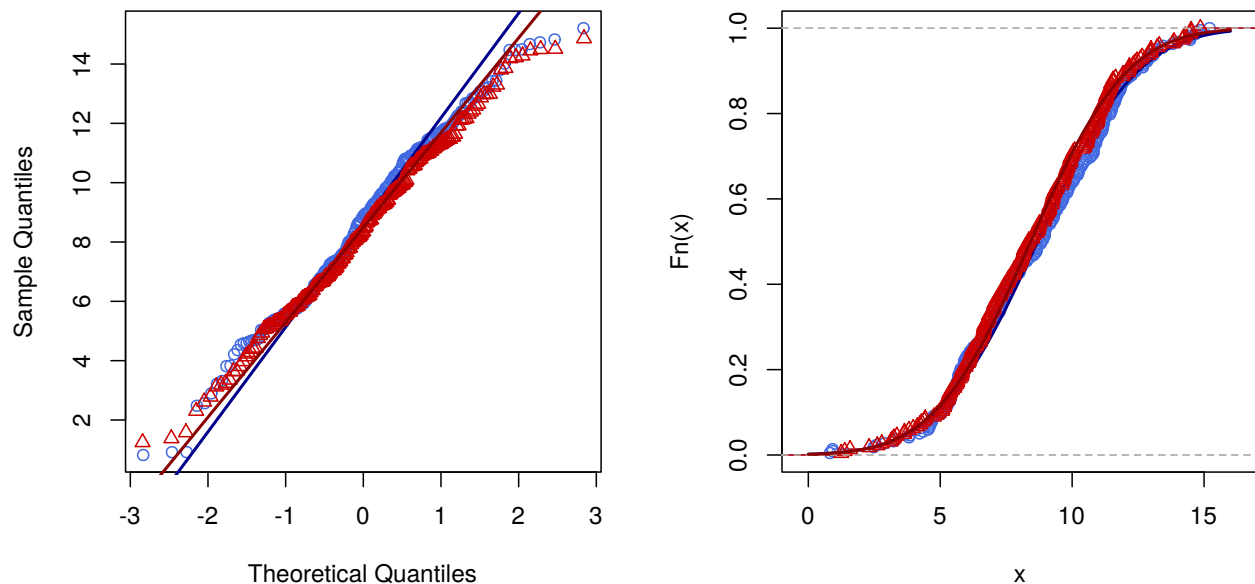 Sample Quantiles
2 4 6 8 10 12 14
-3 -2 -1 0 1 2 3
Theoretical Quantiles
Fn(x)
0.0 0.2 0.4 0.6 0.8 1.0
0 5 10 15
x